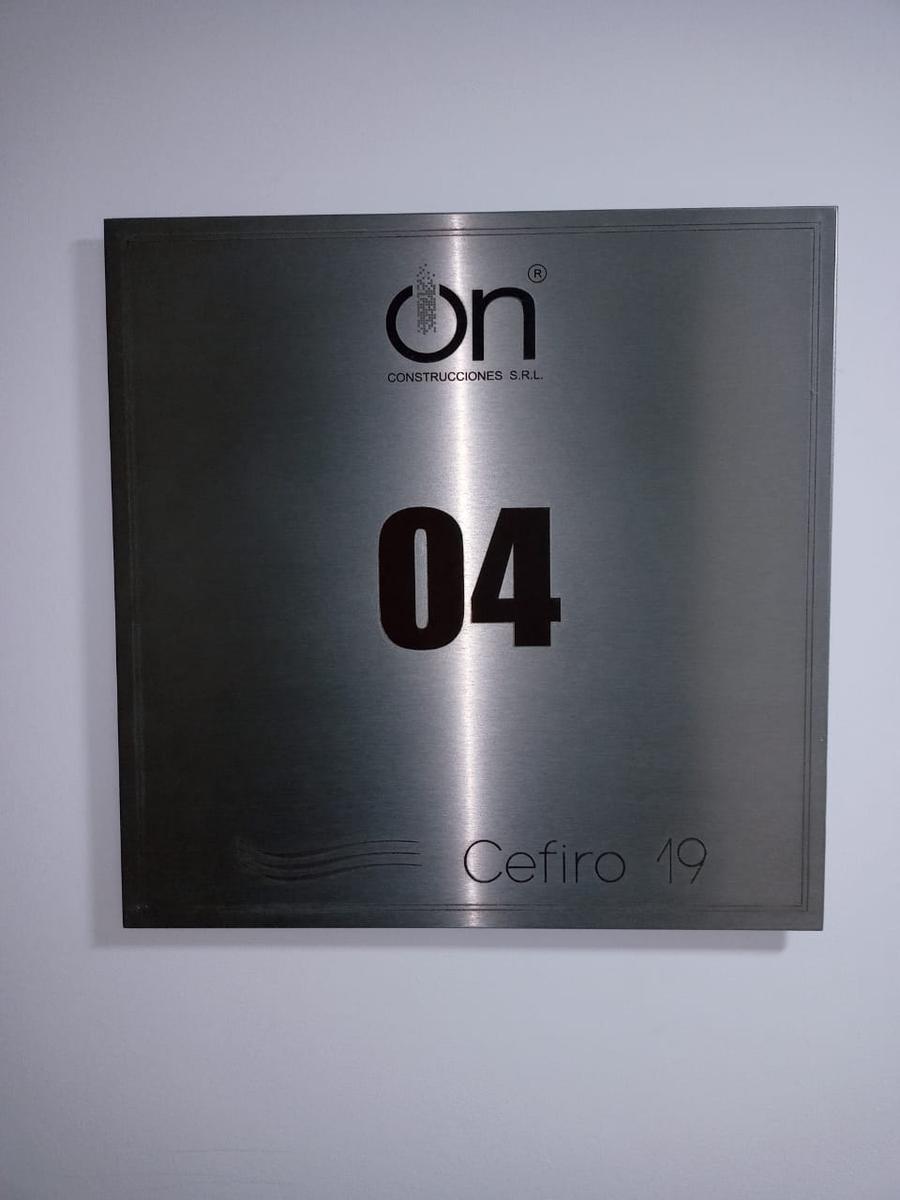 on®
CONSTRUCCIONES S.R.L.
04
Cefiro 19